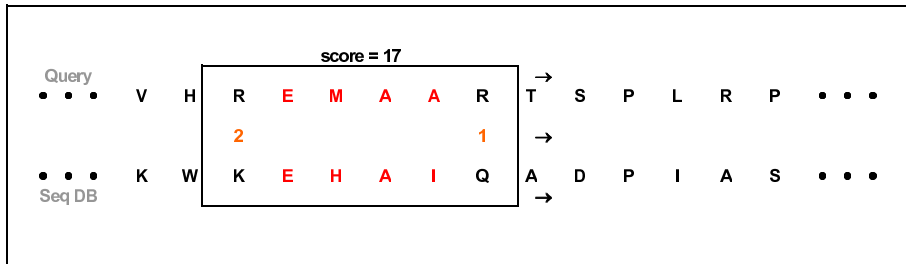 score = 17
Query
• • • V H R E M A A R T S P L R P • • •
2 1 →
• • • K W K E H A I Q A D P I A S • • •
Seq DB